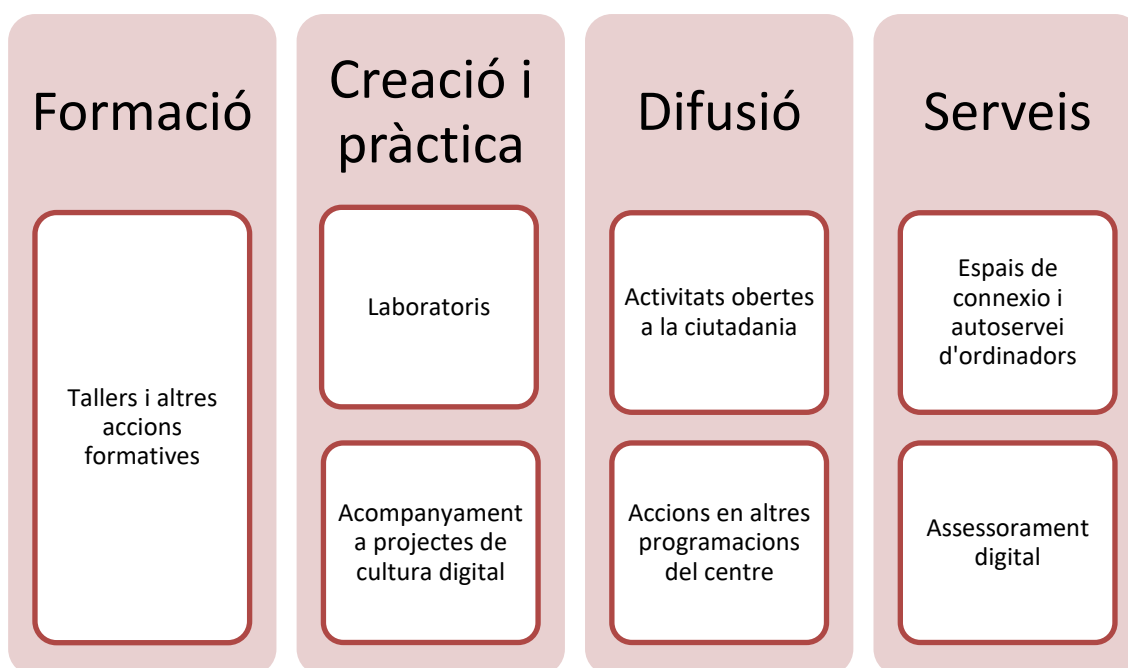 Formació
Tallers i altres
accions
formatives
Creació i
pràctica
Laboratoris
Acompanyament
a projectes de
cultura digital
Difusió
Activitats obertes
a la ciutadania
Accions en altres
programacions
del centre
Serveis
Espais de
connexio i
autoservei
d'ordinadors
Assessorament
digital